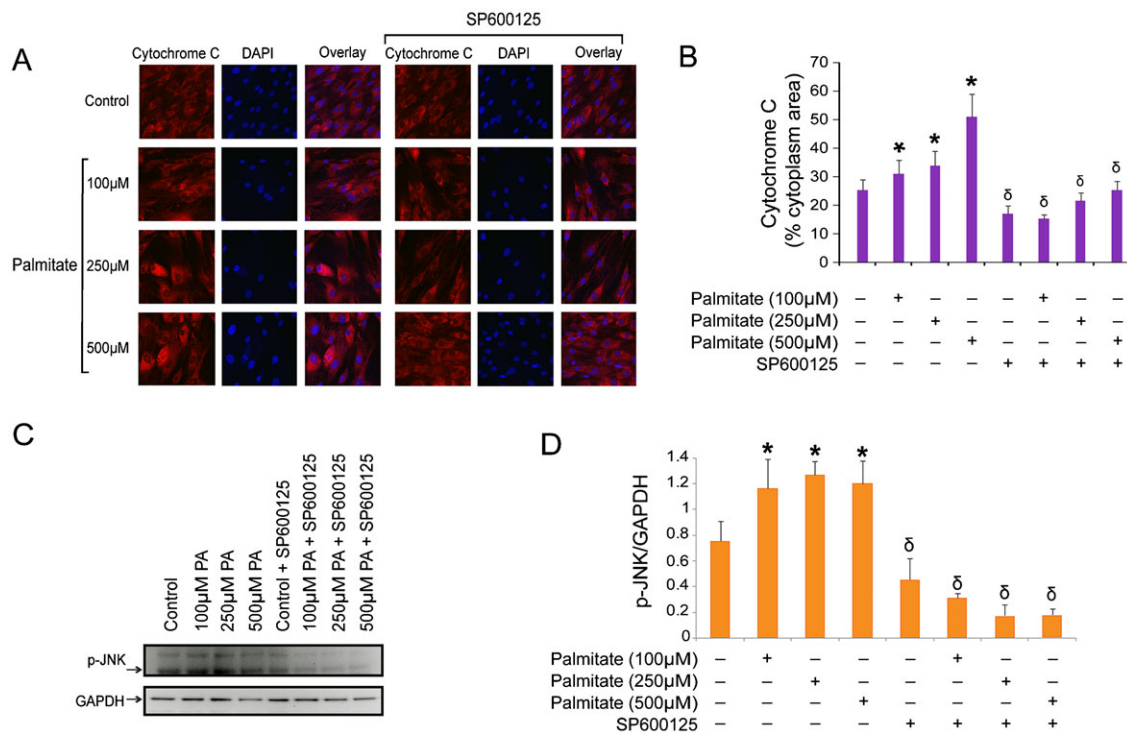 SP600125
A
Cytochrome C DAPI Overlay Cytochrome C DAPI Overlay
Control
100µM
Palmitate
250µM
500µM
B
Cytochrome C
(% cytoplasm area)
70
60
50
40
30
20
10
0
* * * δ δ δ δ
Palmitate (100µM) – + – – – + – –
Palmitate (250µM) – – + – – – + –
Palmitate (500µM) – – – + – – – +
SP600125 – – – – + + + +
C
Control
100µM PA
250µM PA
500µM PA
Control + SP600125
100µM PA + SP600125
250µM PA + SP600125
500µM PA + SP600125
p-JNK
GAPDH
D
p-JNK/GAPDH
1.4
1.2
1
0.8
0.6
0.4
0.2
0
* * * δ δ δ δ
Palmitate (100µM) – + – – – + – –
Palmitate (250µM) – – + – – – + –
Palmitate (500µM) – – – + – – – +
SP600125 – – – – + + + +